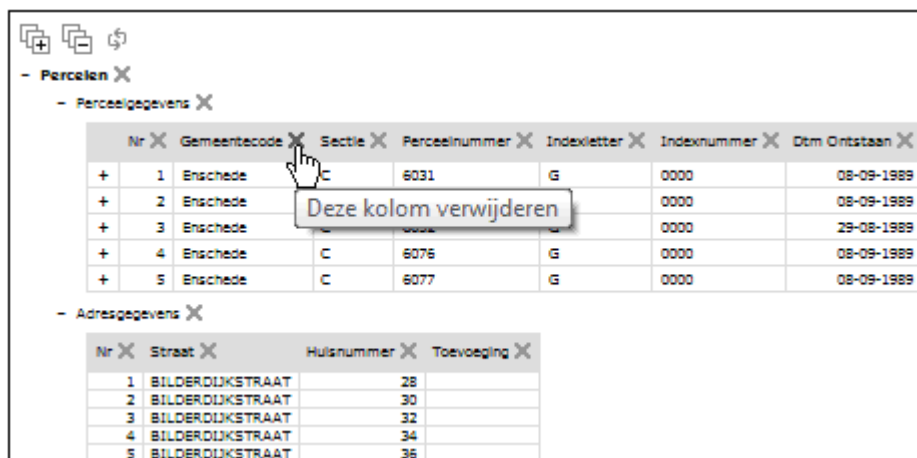 - Percelen
- Perceelgegevens
Nr Gemeentecode Sectie Perceelnummer Indexletter Indexnummer Dtm Ontstaan
+ 1 Enschede C 6031 G 0000 08-09-1989
+ 2 Enschede 0000 08-09-1989
Deze kolom verwijderen
+ 3 Enschede 0000 29-08-1989
+ 4 Enschede C 6076 G 0000 08-09-1989
+ 5 Enschede C 6077 G 0000 08-09-1989
- Adresgegevens
Nr Straat Huisnummer Toevoeging
1 BILDERDIJKSTRAAT 28
2 BILDERDIJKSTRAAT 30
3 BILDERDIJKSTRAAT 32
4 BILDERDIJKSTRAAT 34
5 BILDERDIJKSTRAAT 36